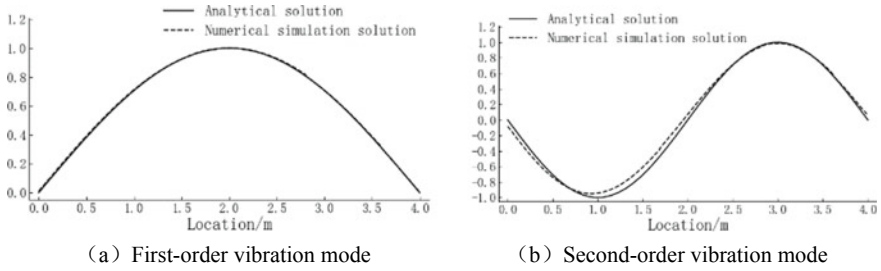 Analytical solution
Numerical simulation solution
1.2
1.0
0.8
0.6
0.4
0.2
0.0
0.0 0.5 1.0 1.5 2.0 2.5 3.0 3.5 4.0
Location/m
(a) First-order vibration mode
Analytical solution
Numerical simulation solution
1.0
0.8
0.6
0.4
0.2
0.0
-0.2
-0.4
-0.6
-0.8
-1.0
0.0 0.5 1.0 1.5 2.0 2.5 3.0 3.5 4.0
Location/m
(b) Second-order vibration mode